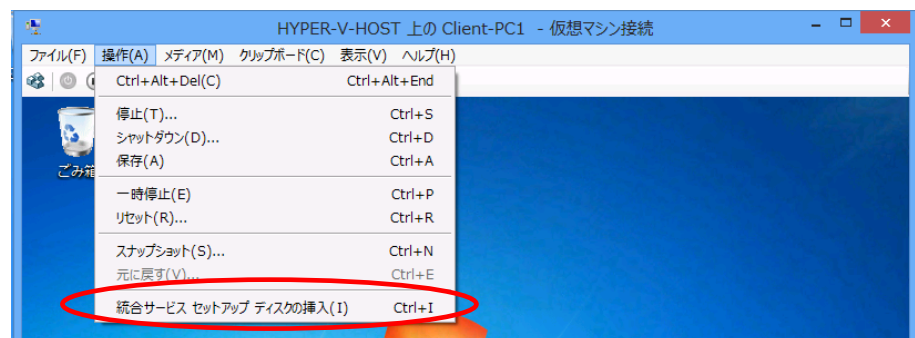 HYPER-V-HOST 上の Client-PC1 - 仮想マシン接続
ファイル(F) 操作(A) メディア(M) クリップボード(C) 表示(V) ヘルプ(H)
Ctrl+Alt+Del(C) Ctrl+Alt+End
停止(T)... Ctrl+S
シャットダウン(D)... Ctrl+D
保存(A) Ctrl+A
ごみ箱
一時停止(E) Ctrl+P
リセット(R)... Ctrl+R
スナップショット(S)... Ctrl+N
元に戻す(V)... Ctrl+E
統合サービス セットアップ ディスクの挿入(I) Ctrl+I